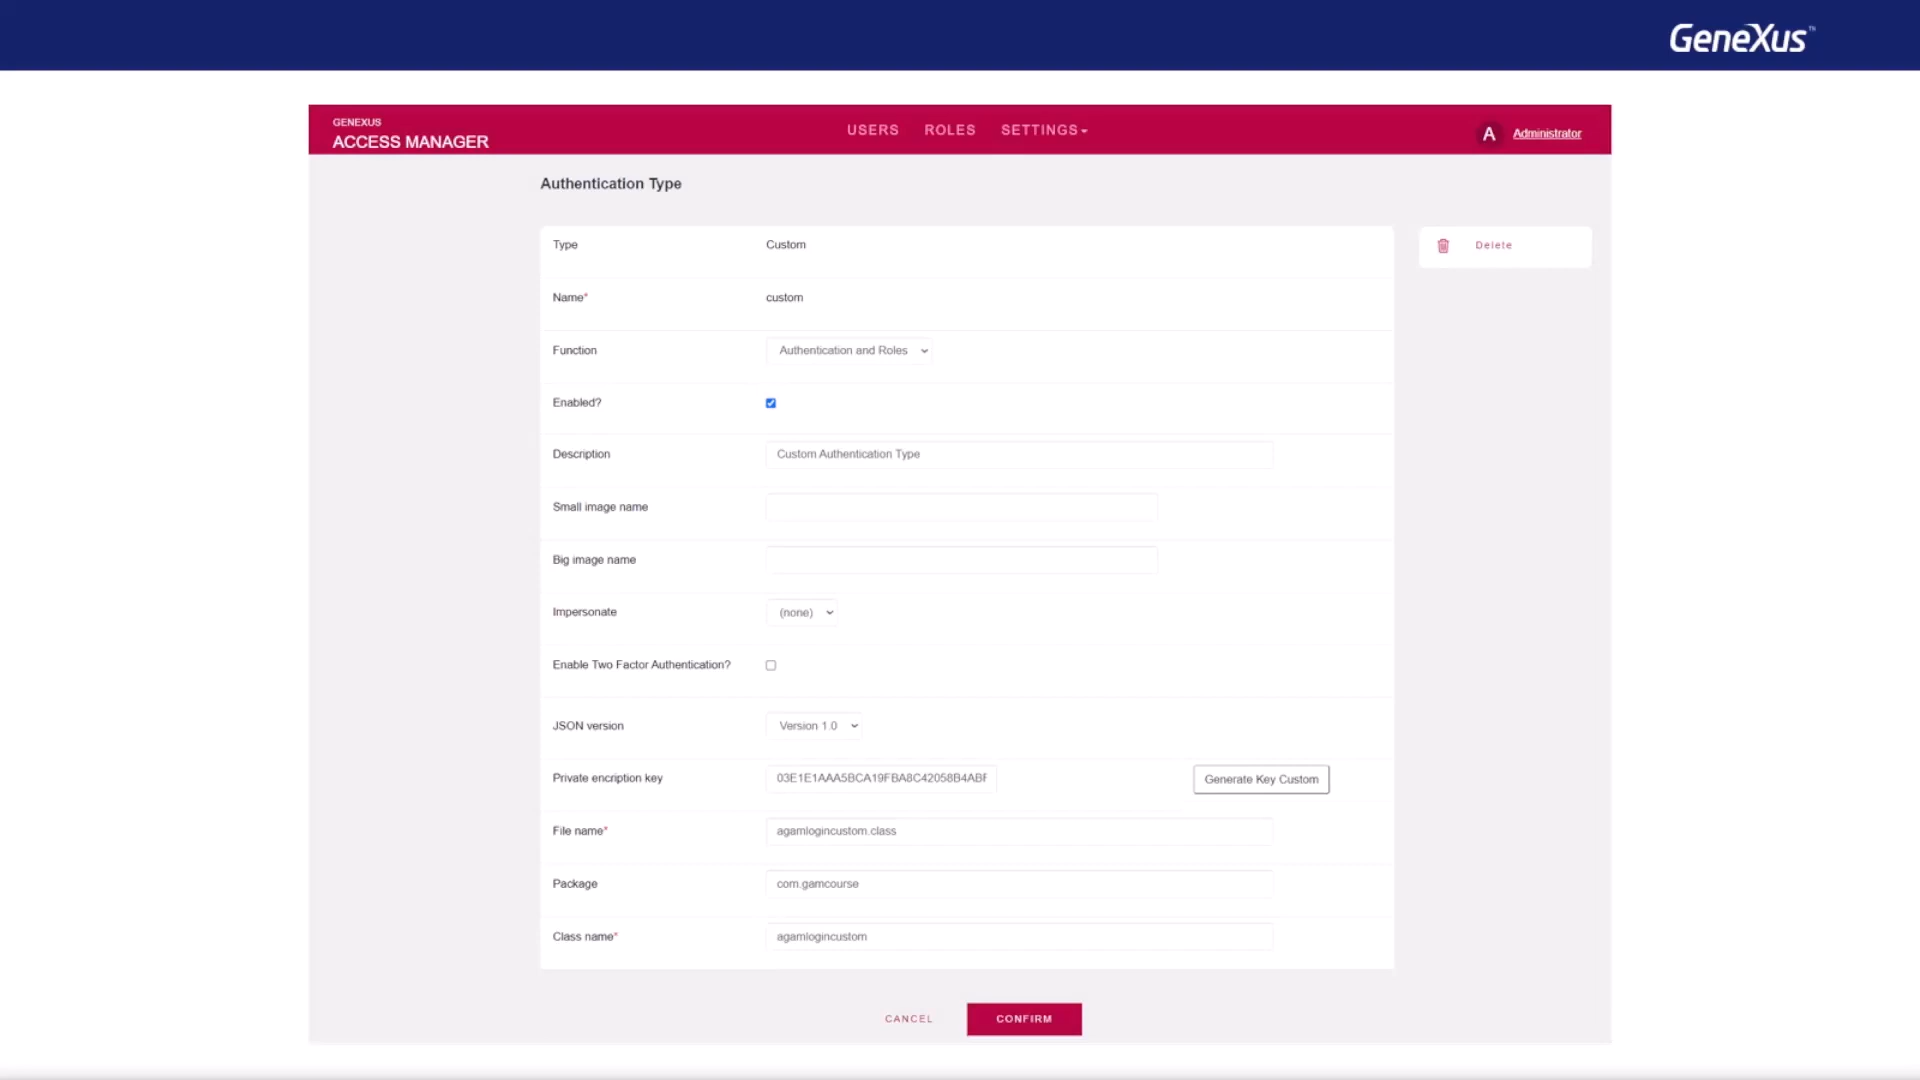 GeneXus™
GENEXUS
ACCESS MANAGER
USERS ROLES SETTINGS
A Administrator
Authentication Type
Type Custom
Delete
Name* custom
Function Authentication and Roles
Enabled?
Description Custom Authentication Type
Small image name
Big image name
Impersonate (none)
Enable Two Factor Authentication?
JSON version Version 1.0
Private encription key 03E1E1AAA5BCA19FBA8C42058B4ABF Generate Key Custom
File name* agamlogincustom.class
Package com.gamcourse
Class name* agamlogincustom
CANCEL CONFIRM